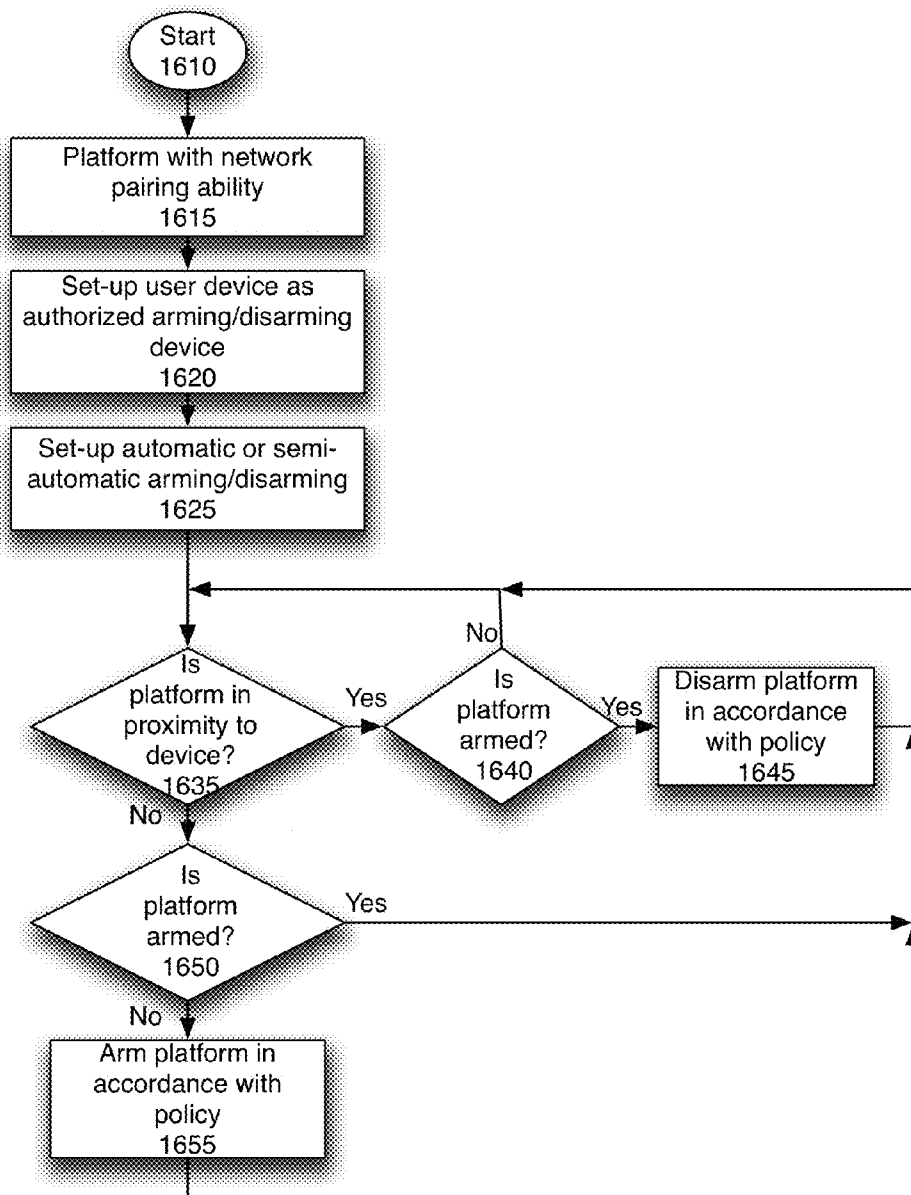 Start
1610
Platform with network
pairing ability
1615
Set-up user device as
authorized arming/disarming
device
1620
Set-up automatic or semi-
automatic arming/disarming
1625
Is
platform in
proximity to
device?
1635
Yes
No
Is
platform
armed?
1640
No
Yes
Disarm platform
in accordance
with policy
1645
Is
platform
armed?
1650
Yes
No
Arm platform in
accordance with
policy
1655